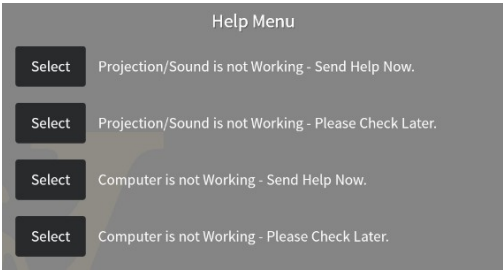 Help Menu
Select Projection/Sound is not Working - Send Help Now.
Select Projection/Sound is not Working - Please Check Later.
Select Computer is not Working - Send Help Now.
Select Computer is not Working - Please Check Later.